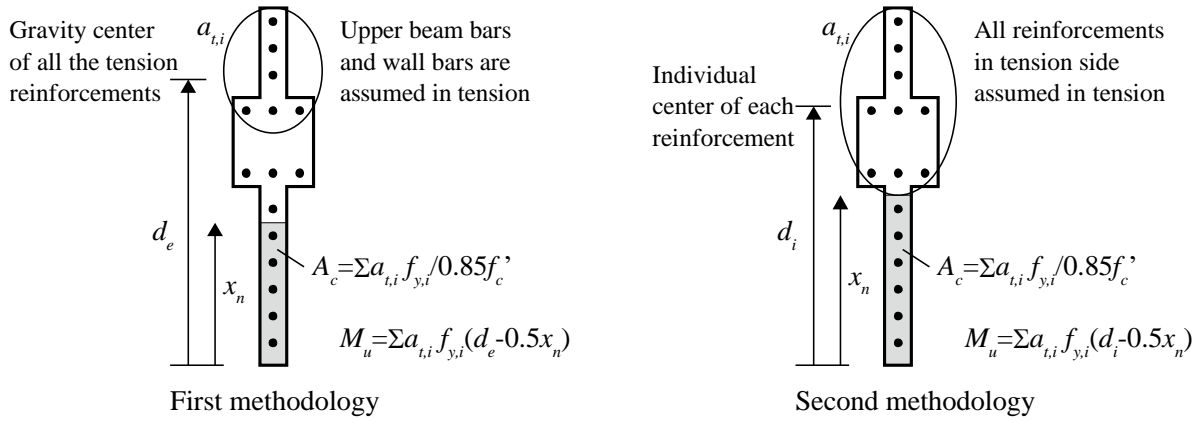 Gravity center
of all the tension
reinforcements
a_{t,i}
Upper beam bars
and wall bars are
assumed in tension
d_e
x_n
A_c=Σa_{t,i} f_{y,i}/0.85f_c’
M_u=Σa_{t,i} f_{y,i}(d_e-0.5x_n)
First methodology
Individual
center of each
reinforcement
a_{t,i}
All reinforcements
in tension side
assumed in tension
d_i
x_n
A_c=Σa_{t,i} f_{y,i}/0.85f_c’
M_u=Σa_{t,i} f_{y,i}(d_i-0.5x_n)
Second methodology